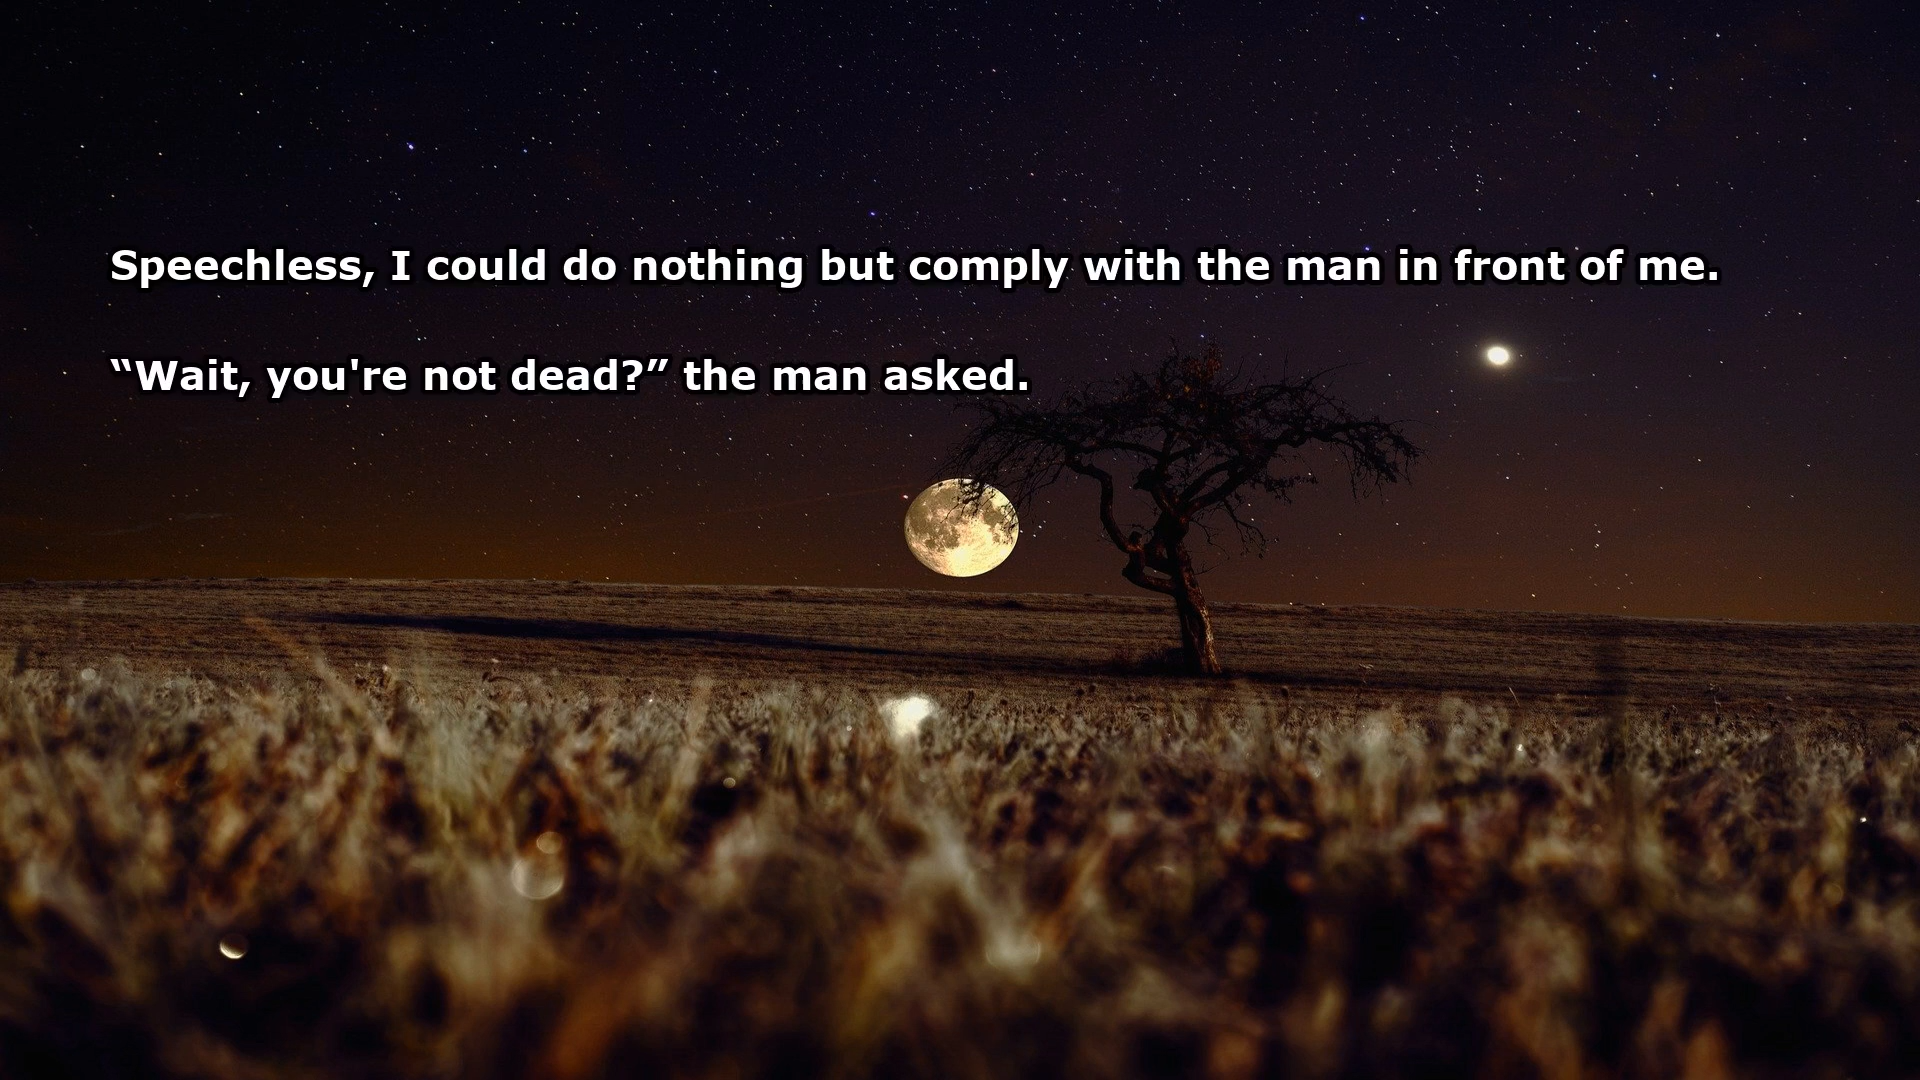 Speechless, I could do nothing but comply with the man in front of me.
“Wait, you're not dead?” the man asked.